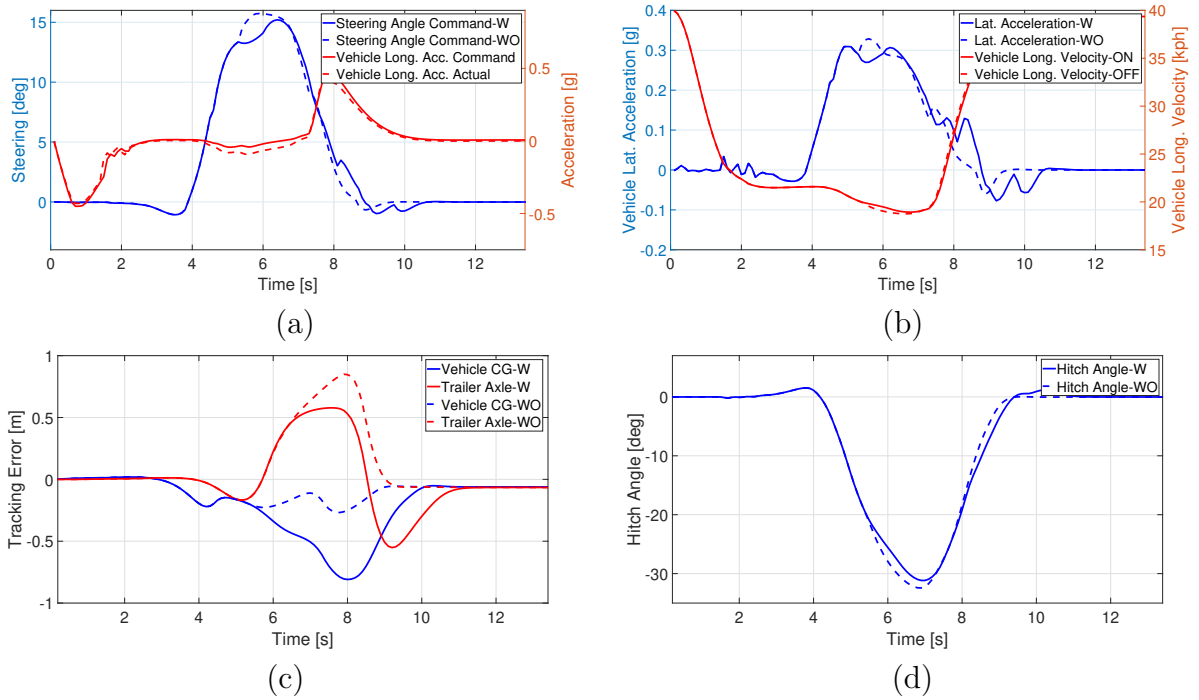 Steering Angle Command-W
Steering Angle Command-WO
Vehicle Long. Acc. Command
Vehicle Long. Acc. Actual
15
10
5
0
0.5
0
-0.5
Steering [deg]
Acceleration [g]
0 2 4 6 8 10 12
Time [s]
(a)
Lat. Acceleration-W
Lat. Acceleration-WO
Vehicle Long. Velocity-ON
Vehicle Long. Velocity-OFF
0.4
0.3
0.2
0.1
0
-0.1
-0.2
40
35
30
25
20
15
Vehicle Lat. Acceleration [g]
Vehicle Long. Velocity [kph]
0 2 4 6 8 10 12
Time [s]
(b)
Vehicle CG-W
Trailer Axle-W
Vehicle CG-WO
Trailer Axle-WO
1
0.5
0
-0.5
-1
Tracking Error [m]
2 4 6 8 10 12
Time [s]
(c)
Hitch Angle-W
Hitch Angle-WO
0
-10
-20
-30
Hitch Angle [deg]
2 4 6 8 10 12
Time [s]
(d)